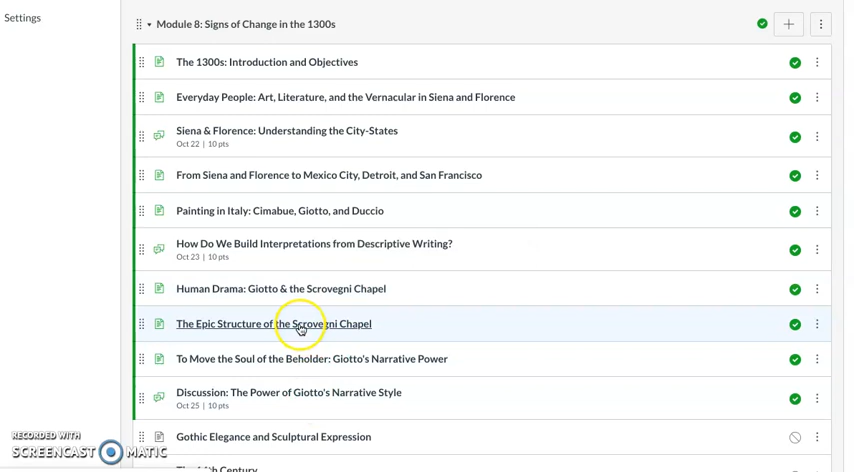 Settings
Module 8: Signs of Change in the 1300s
The 1300s: Introduction and Objectives
Everyday People: Art, Literature, and the Vernacular in Siena and Florence
Siena & Florence: Understanding the City-States
Oct 22 | 10 pts
From Siena and Florence to Mexico City, Detroit, and San Francisco
Painting in Italy: Cimabue, Giotto, and Duccio
How Do We Build Interpretations from Descriptive Writing?
Oct 23 | 10 pts
Human Drama: Giotto & the Scrovegni Chapel
The Epic Structure of the Scrovegni Chapel
To Move the Soul of the Beholder: Giotto's Narrative Power
Discussion: The Power of Giotto's Narrative Style
Oct 25 | 10 pts
Gothic Elegance and Sculptural Expression
RECORDED WITH
SCREENCAST MATIC
The 14th Century